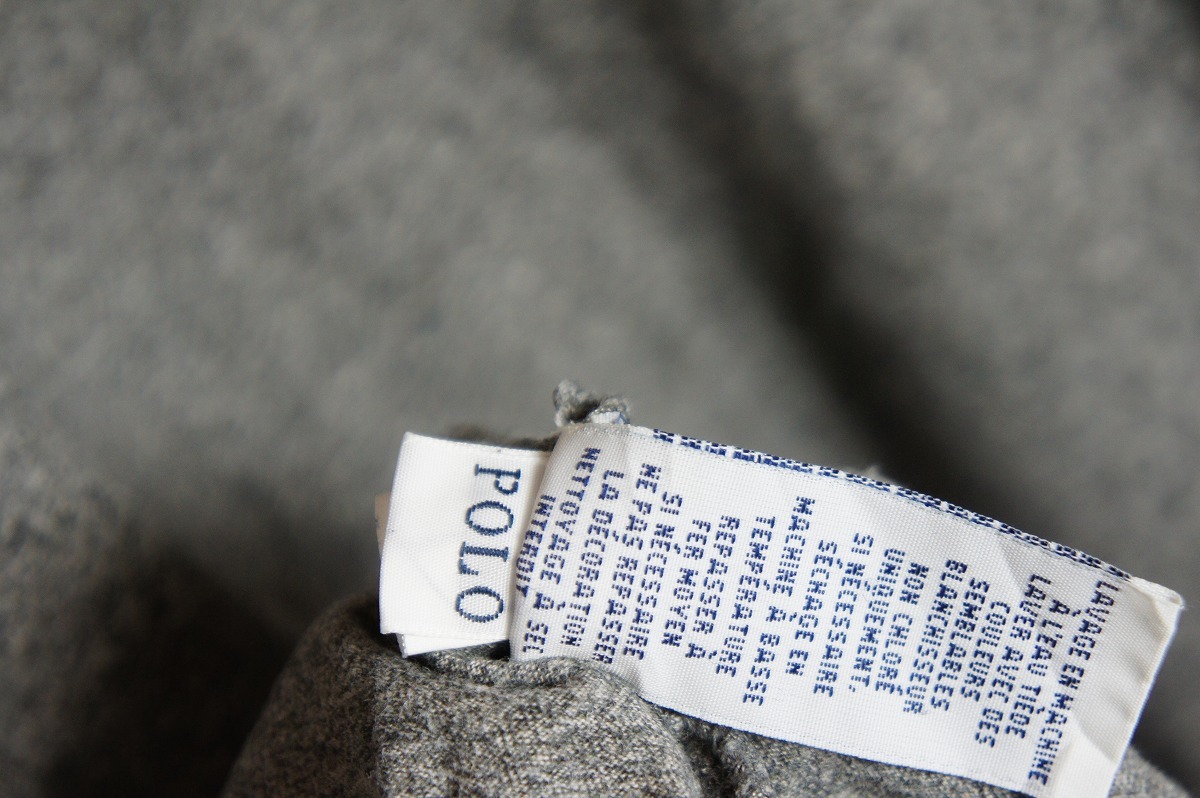 POLO
LAVAGE EN MACHINE
A L'EAU TIÈDE
LAVER AVVC DES
COULEURS
SEMBLABLES
BLANCHISSEUR
NON CHLORÉ
UNIQUEMENT,
SI NÉCESSAIRE
SÉCHAGE EN
MACHINE À BASSE
TEMPÉRATURE
REPASSER À
FER MOYEN
SI NÉCESSAIRE
NE PAS REPASSER
LA DÉCORATION
NETTOYAGE À SEC
INTERDIT